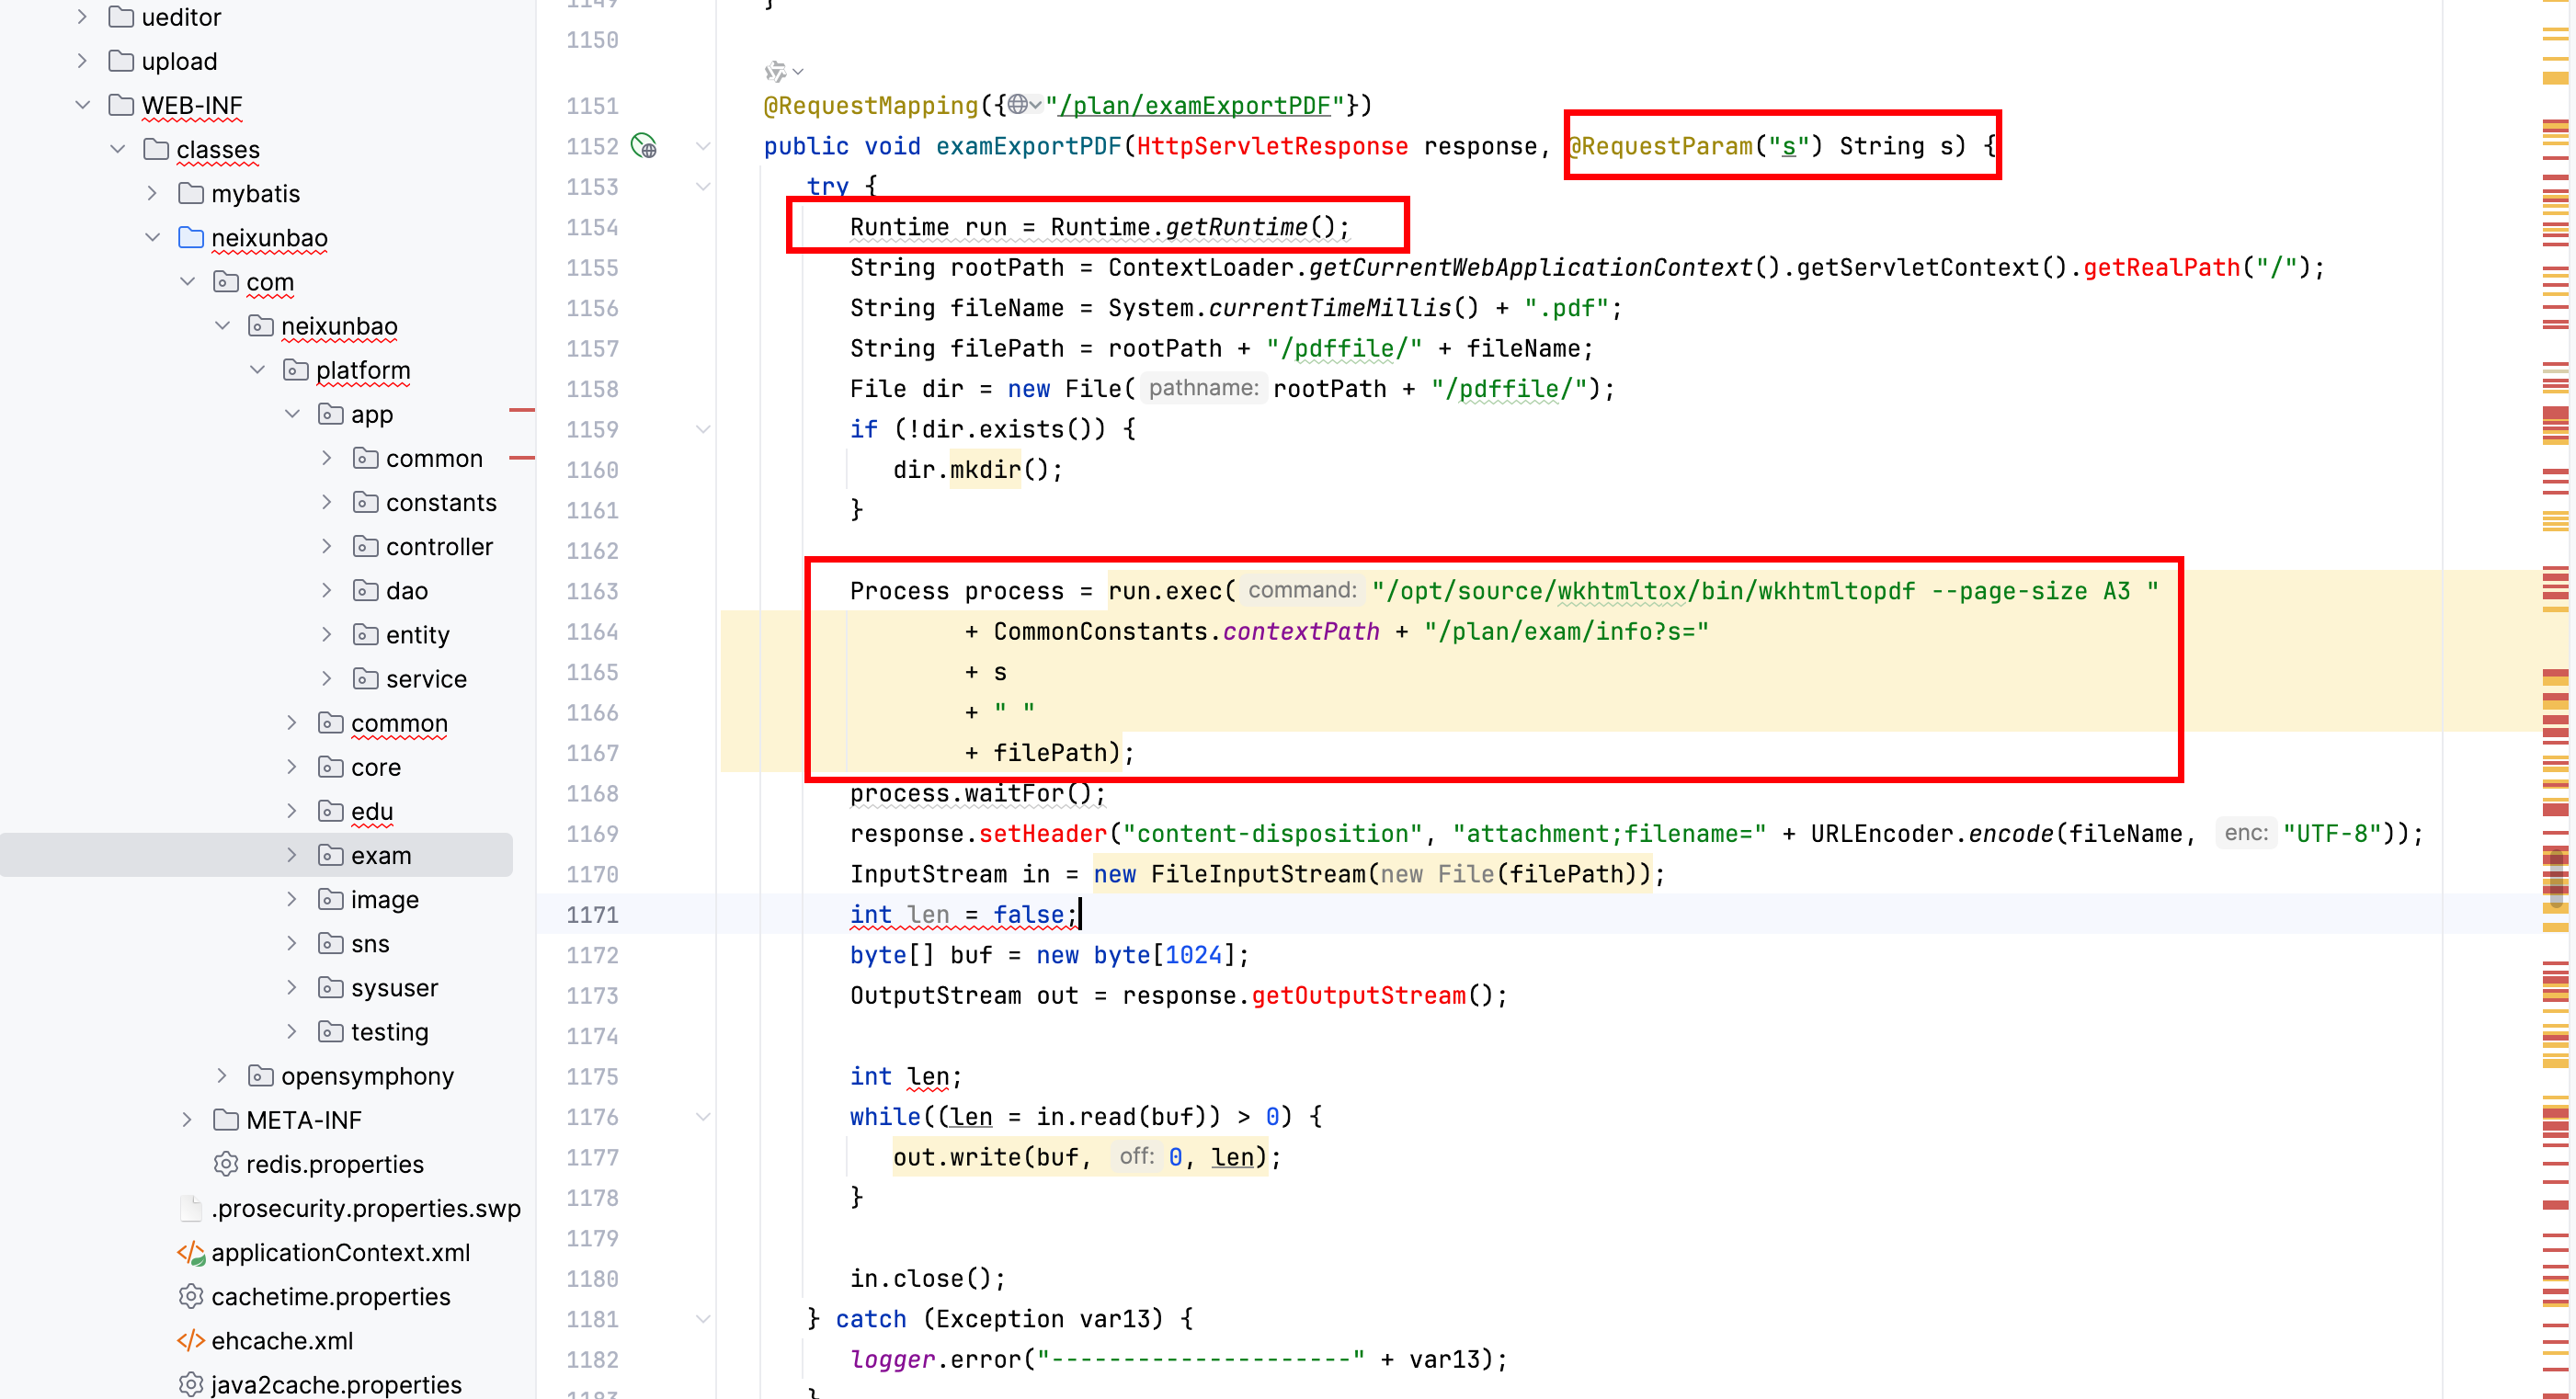 ueditor
upload
WEB-INF
classes
mybatis
neixunbao
com
neixunbao
platform
app
common
constants
controller
dao
entity
service
common
core
edu
exam
image
sns
sysuser
testing
opensymphony
META-INF
redis.properties
.prosecurity.properties.swp
applicationContext.xml
cachetime.properties
ehcache.xml
java2cache.properties
1149 }
1150
1151 @RequestMapping({"/plan/examExportPDF"})
1152 public void examExportPDF(HttpServletResponse response, @RequestParam("s") String s) {
1153 try {
1154 Runtime run = Runtime.getRuntime();
1155 String rootPath = ContextLoader.getCurrentWebApplicationContext().getServletContext().getRealPath("/");
1156 String fileName = System.currentTimeMillis() + ".pdf";
1157 String filePath = rootPath + "/pdffile/" + fileName;
1158 File dir = new File( pathname: rootPath + "/pdffile/");
1159 if (!dir.exists()) {
1160 dir.mkdir();
1161 }
1162
1163 Process process = run.exec( command: "/opt/source/wkhtmltox/bin/wkhtmltopdf --page-size A3 "
1164 + CommonConstants.contextPath + "/plan/exam/info?s="
1165 + s
1166 + " "
1167 + filePath);
1168 process.waitFor();
1169 response.setHeader("content-disposition", "attachment;filename=" + URLEncoder.encode(fileName, enc: "UTF-8"));
1170 InputStream in = new FileInputStream(new File(filePath));
1171 int len = false;
1172 byte[] buf = new byte[1024];
1173 OutputStream out = response.getOutputStream();
1174
1175 int len;
1176 while((len = in.read(buf)) > 0) {
1177 out.write(buf, off: 0, len);
1178 }
1179
1180 in.close();
1181 } catch (Exception var13) {
1182 logger.error("---------------------" + var13);
1183 }